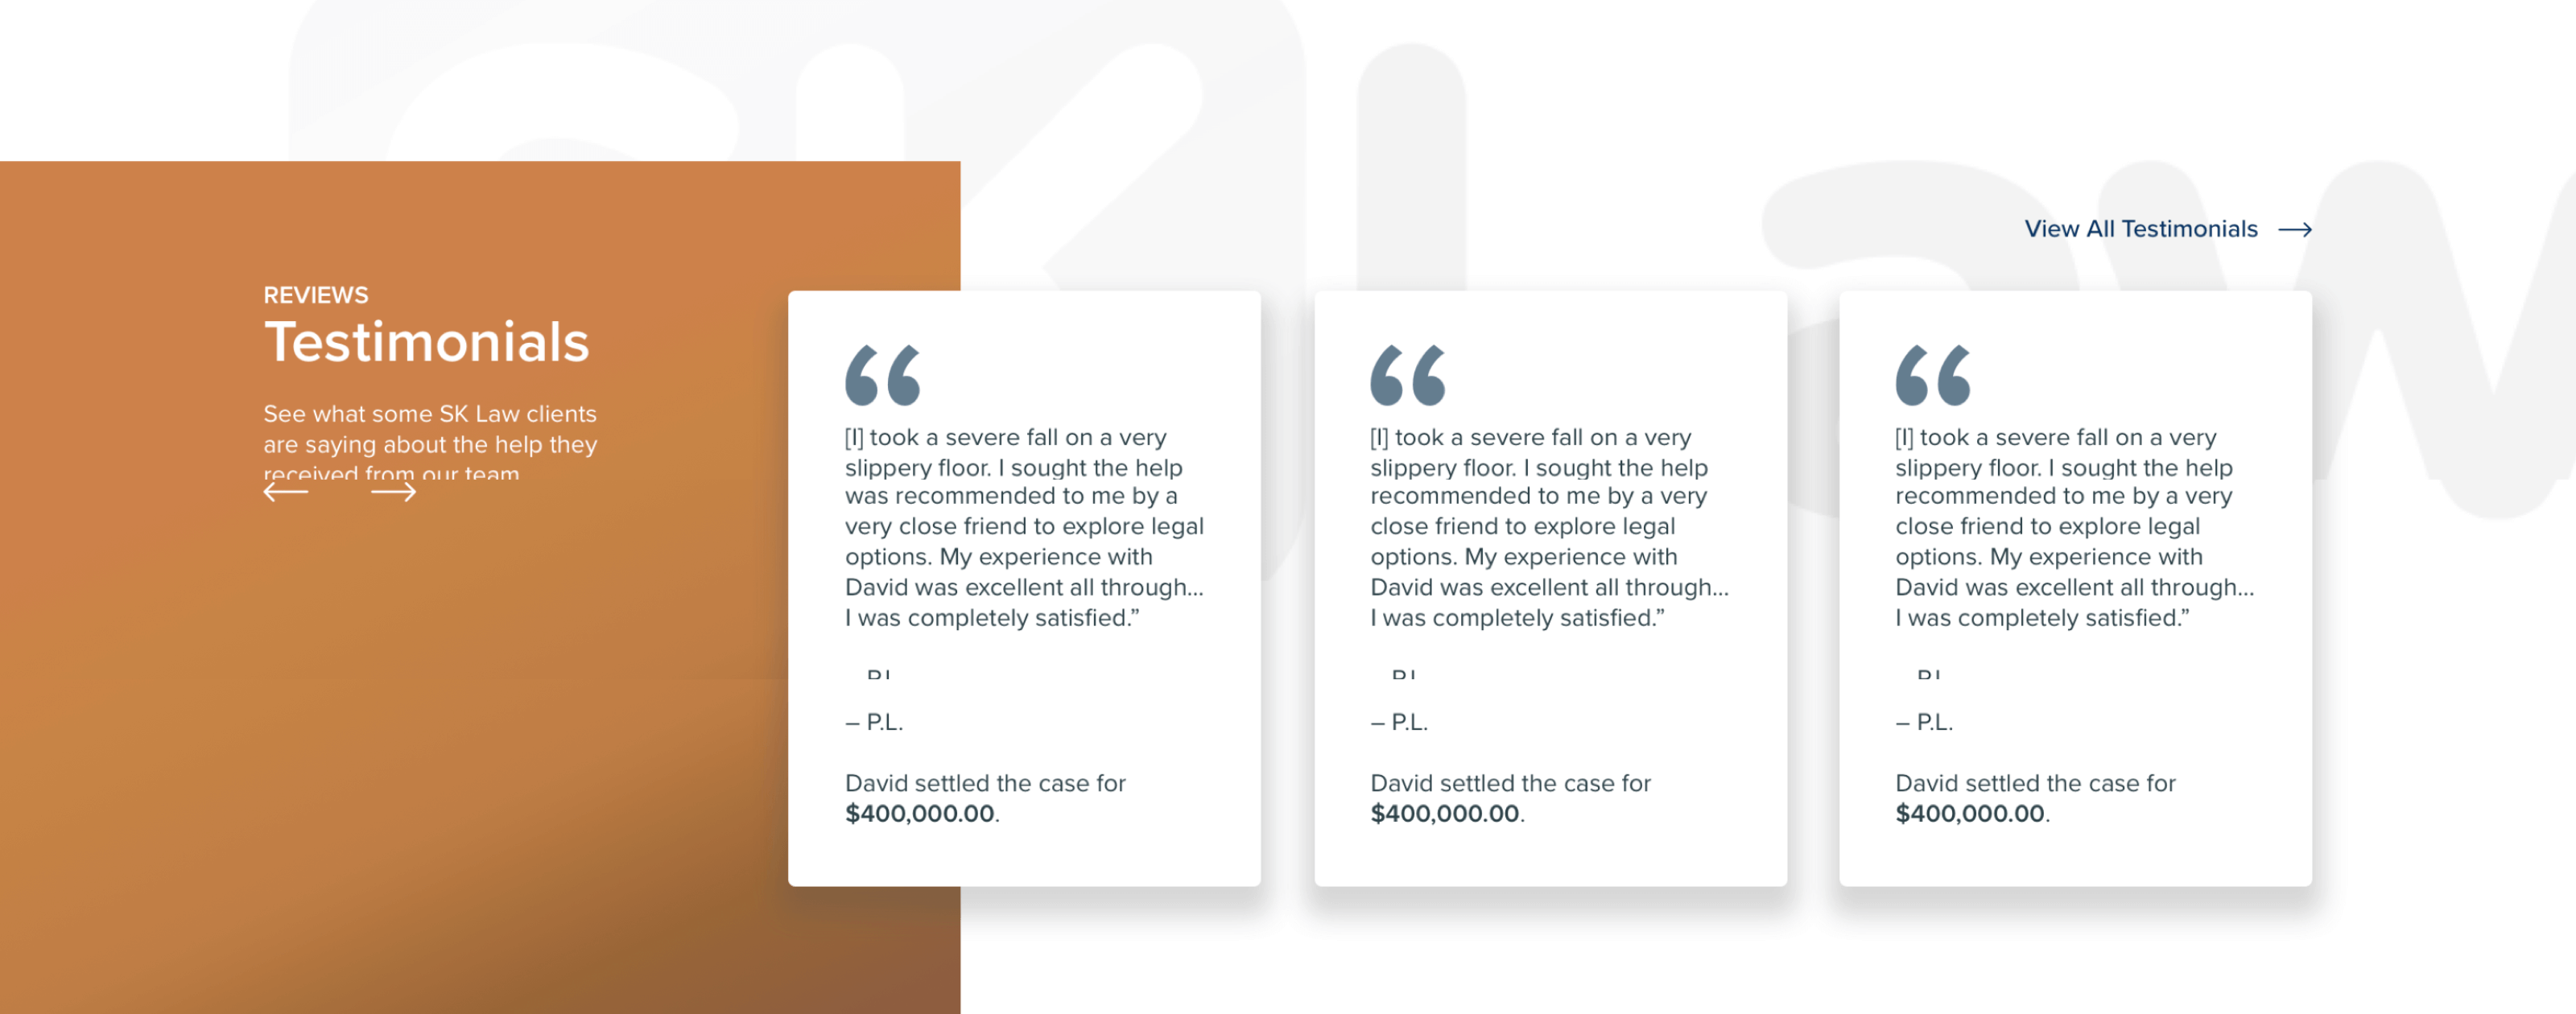 SK Law
View All Testimonials
REVIEWS
Testimonials
See what some SK Law clients
are saying about the help they
received from our team
[I] took a severe fall on a very
slippery floor. I sought the help
was recommended to me by a
very close friend to explore legal
options. My experience with
David was excellent all through...
I was completely satisfied.”
– P.L.
David settled the case for
$400,000.00.
[I] took a severe fall on a very
slippery floor. I sought the help
recommended to me by a very
close friend to explore legal
options. My experience with
David was excellent all through...
I was completely satisfied.”
– P.L.
David settled the case for
$400,000.00.
[I] took a severe fall on a very
slippery floor. I sought the help
recommended to me by a very
close friend to explore legal
options. My experience with
David was excellent all through...
I was completely satisfied.”
– P.L.
David settled the case for
$400,000.00.